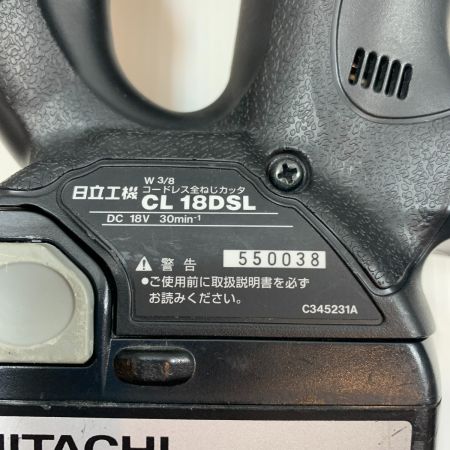 W 3/8
日立工機 コードレス全ねじカッタ
CL 18DSL
DC 18V 30min⁻¹
警告 550038
●ご使用前に取扱説明書を必ず
お読みください。
C345231A
HITACHI